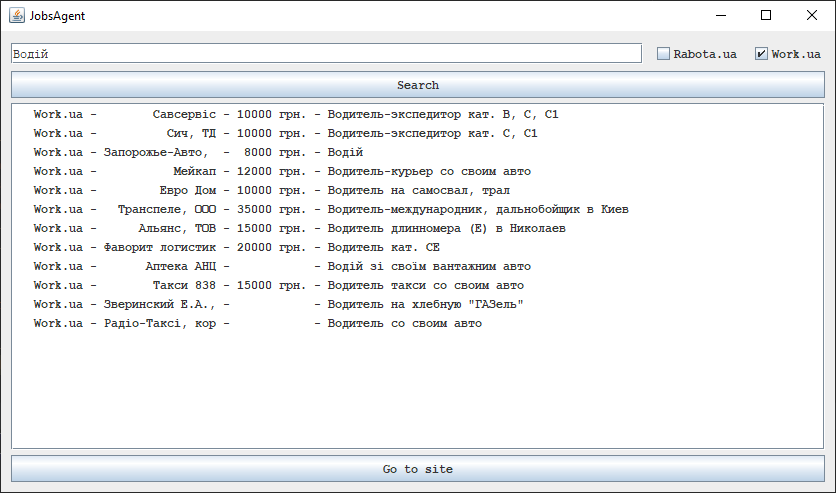 JobsAgent
Водій Rabota.ua Work.ua
Search
Work.ua - Савсервіс - 10000 грн. - Водитель-экспедитор кат. В, С, С1
Work.ua - Сич, ТД - 10000 грн. - Водитель-экспедитор кат. С, С1
Work.ua - Запорожье-Авто, - 8000 грн. - Водій
Work.ua - Мейкап - 12000 грн. - Водитель-курьер со своим авто
Work.ua - Евро Дом - 10000 грн. - Водитель на самосвал, трал
Work.ua - Транспеле, ООО - 35000 грн. - Водитель-международник, дальнобойщик в Киев
Work.ua - Альянс, ТОВ - 15000 грн. - Водитель длинномера (Е) в Николаев
Work.ua - Фаворит логистик - 20000 грн. - Водитель кат. СЕ
Work.ua - Аптека АНЦ - - Водій зі своїм вантажним авто
Work.ua - Такси 838 - 15000 грн. - Водитель такси со своим авто
Work.ua - Зверинский Е.А., - - Водитель на хлебную "ГАЗель"
Work.ua - Радіо-Таксі, кор - - Водитель со своим авто
Go to site